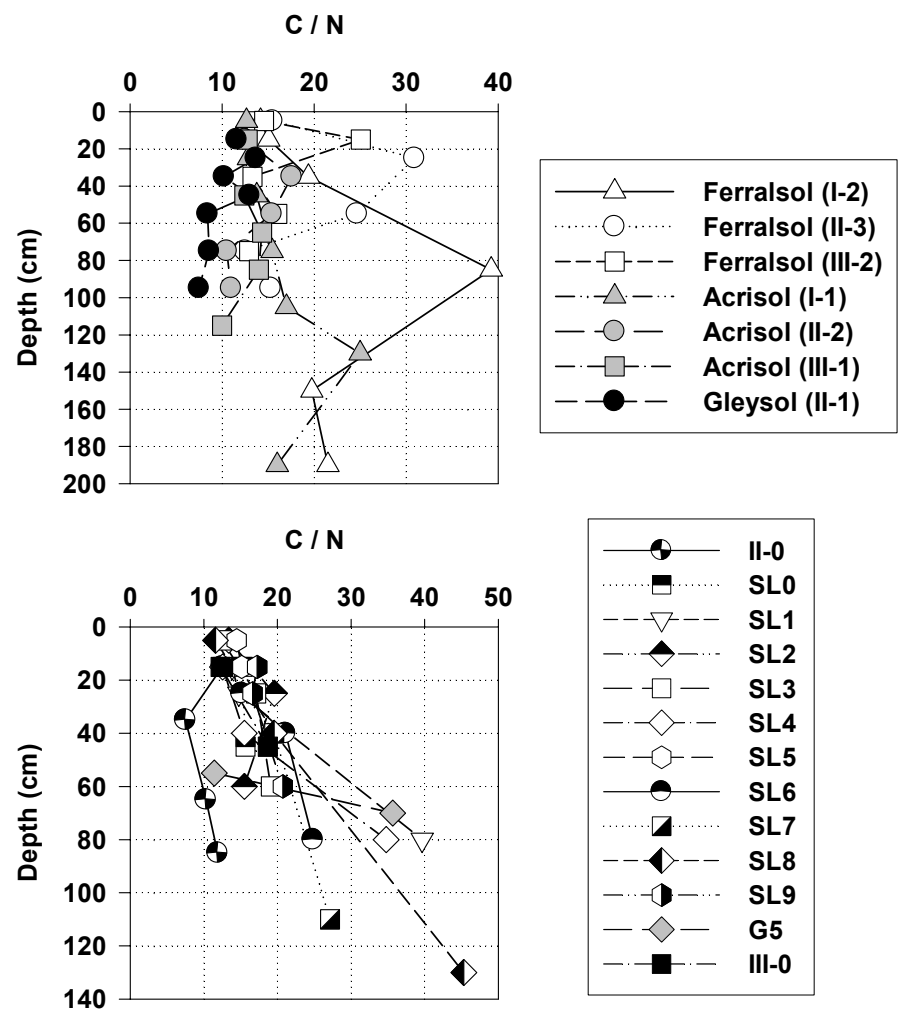 C / N
0 10 20 30 40
0
20
40
60
80
100
120
140
160
180
200
Depth (cm)
Ferralsol (I-2)
Ferralsol (II-3)
Ferralsol (III-2)
Acrisol (I-1)
Acrisol (II-2)
Acrisol (III-1)
Gleysol (II-1)
C / N
0 10 20 30 40 50
0
20
40
60
80
100
120
140
Depth (cm)
II-0
SL0
SL1
SL2
SL3
SL4
SL5
SL6
SL7
SL8
SL9
G5
III-0